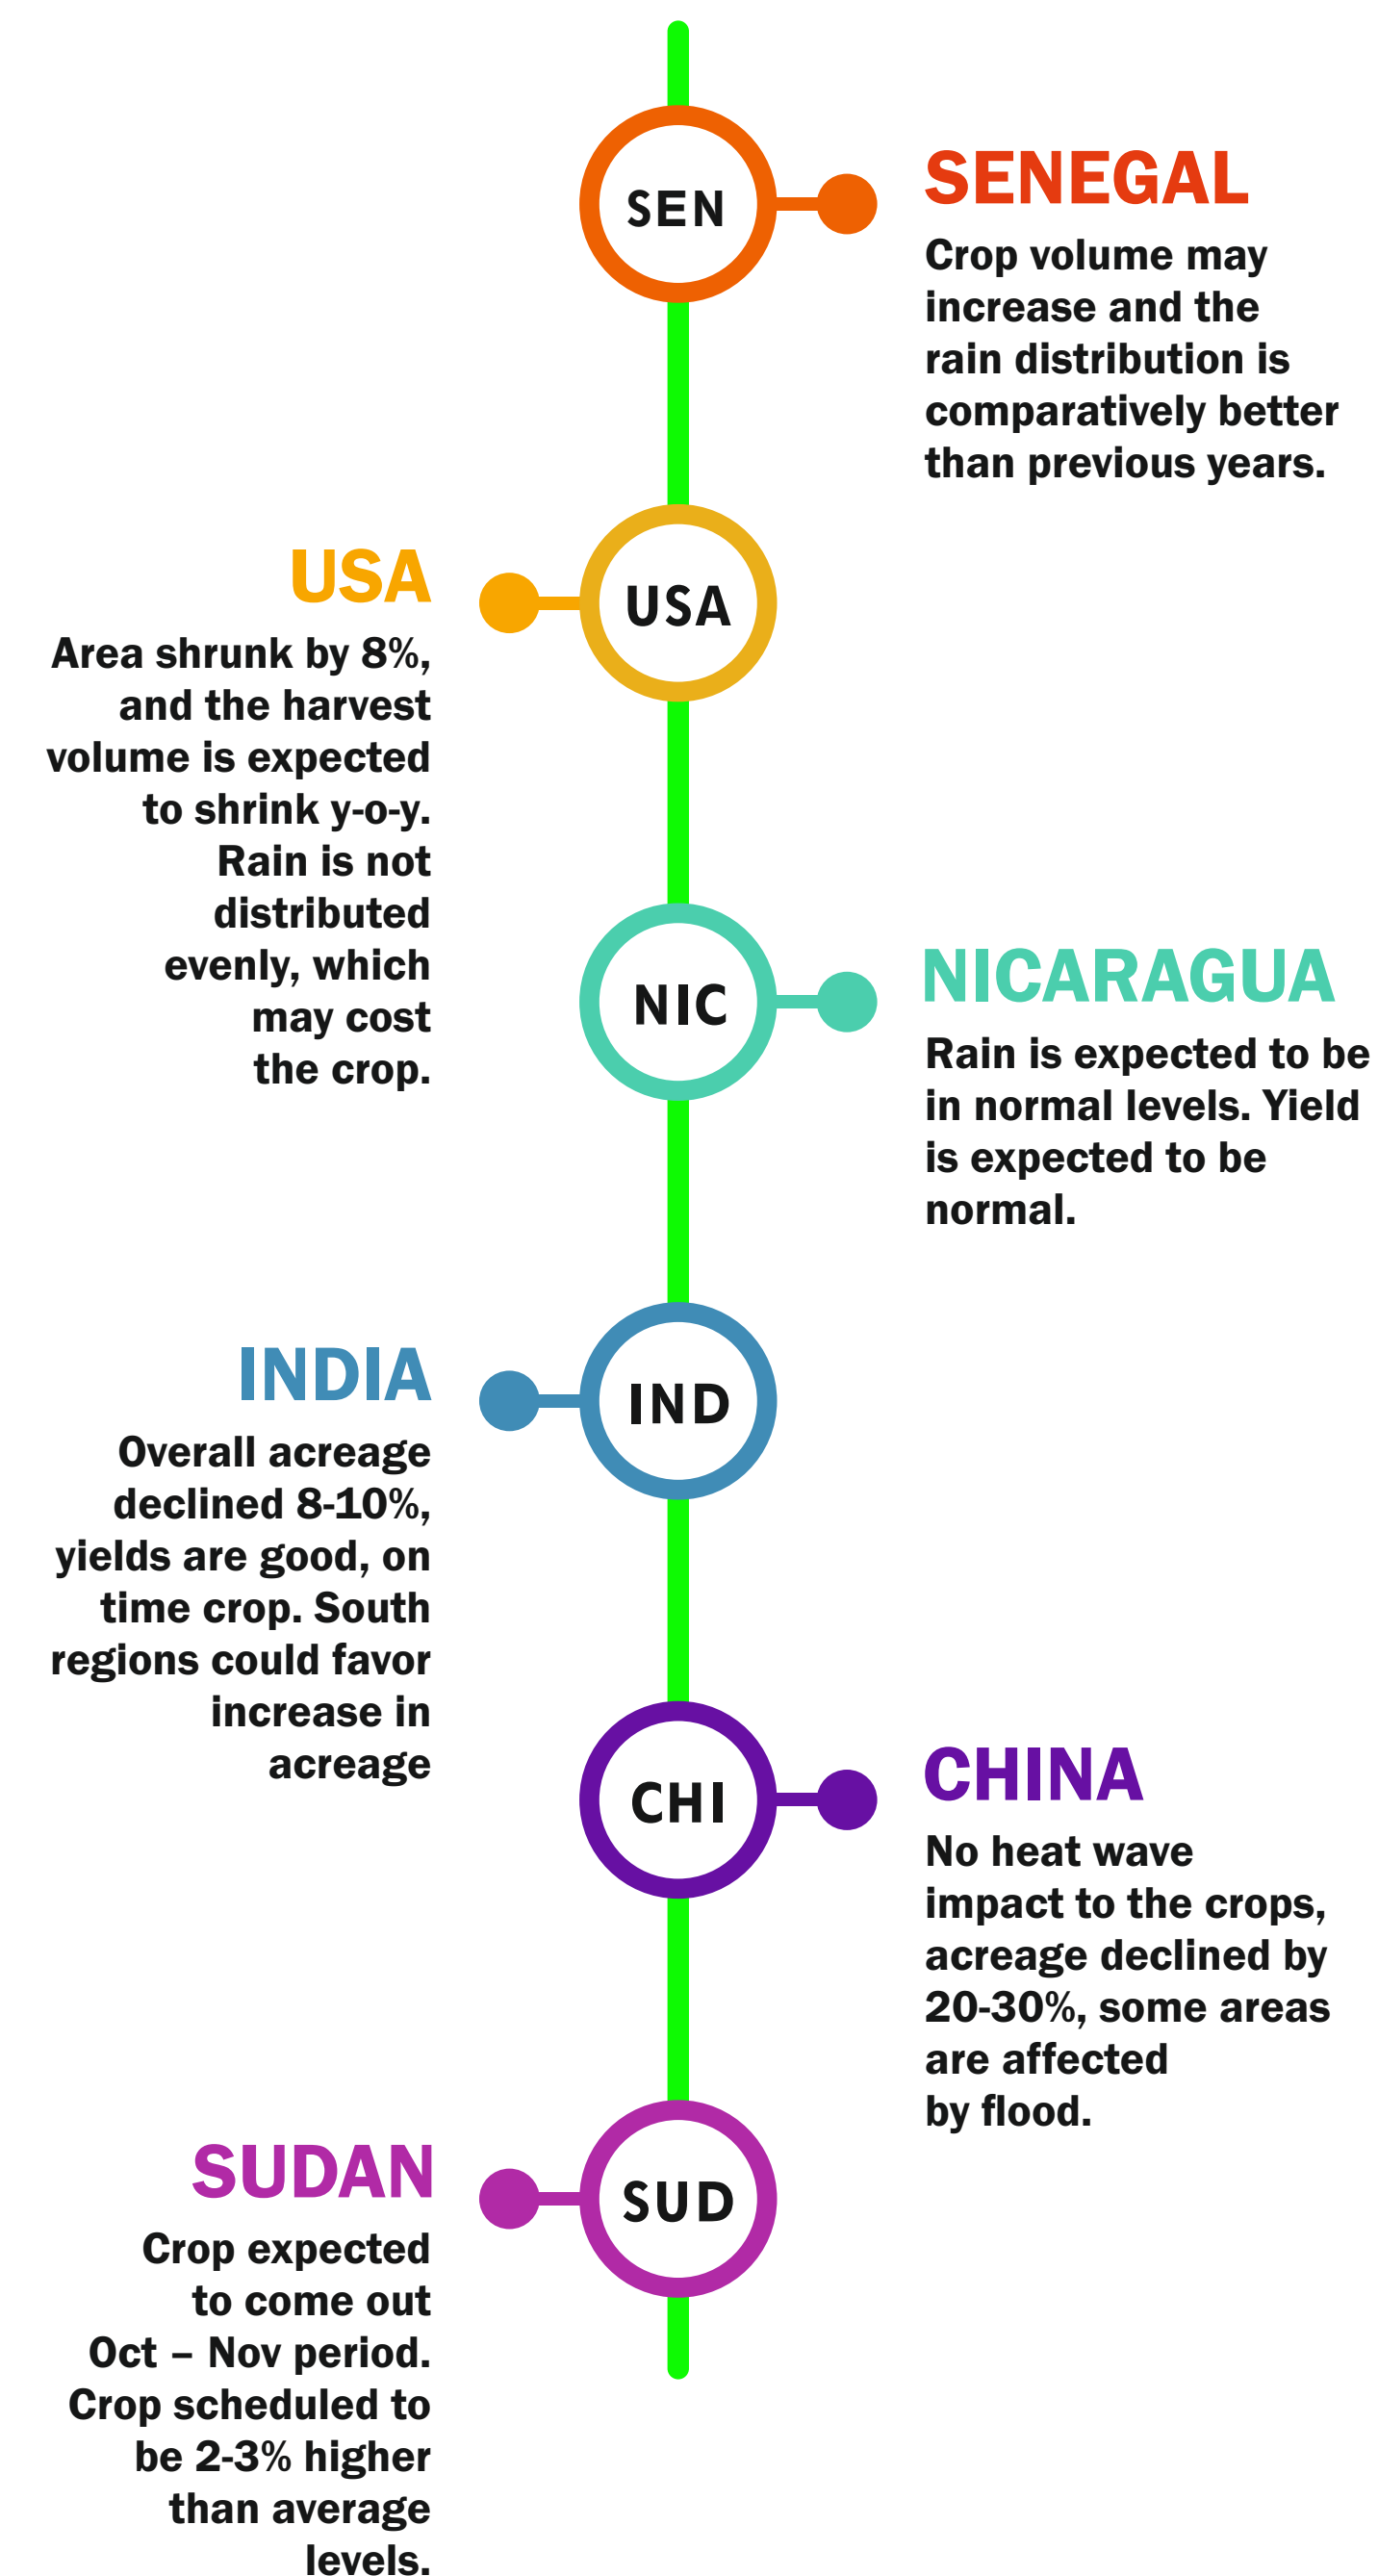 SEN
SENEGAL
Crop volume may
increase and the
rain distribution is
comparatively better
than previous years.
USA
USA
Area shrunk by 8%,
and the harvest
volume is expected
to shrink y-o-y.
Rain is not
distributed
evenly, which
may cost
the crop.
NIC
NICARAGUA
Rain is expected to be
in normal levels. Yield
is expected to be
normal.
INDIA
IND
Overall acreage
declined 8-10%,
yields are good, on
time crop. South
regions could favor
increase in
acreage
CHI
CHINA
No heat wave
impact to the crops,
acreage declined by
20-30%, some areas
are affected
by flood.
SUDAN
SUD
Crop expected
to come out
Oct – Nov period.
Crop scheduled to
be 2-3% higher
than average
levels.